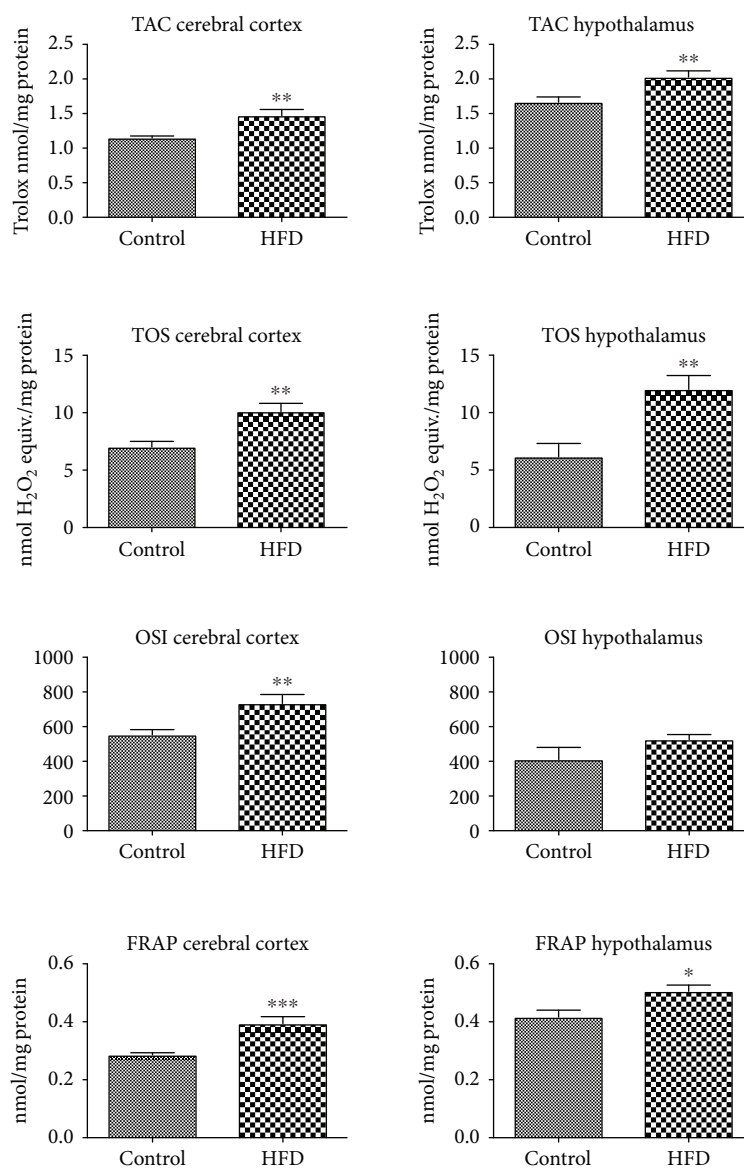 TAC cerebral cortex
Trolox nmol/mg protein
2.5
2.0
1.5
1.0
0.5
0.0
**
Control
HFD
TAC hypothalamus
Trolox nmol/mg protein
2.5
2.0
1.5
1.0
0.5
0.0
**
Control
HFD
TOS cerebral cortex
nmol H₂O₂ equiv./mg protein
15
10
5
0
**
Control
HFD
TOS hypothalamus
nmol H₂O₂ equiv./mg protein
15
10
5
0
**
Control
HFD
OSI cerebral cortex
1000
800
600
400
200
0
**
Control
HFD
OSI hypothalamus
1000
800
600
400
200
0
Control
HFD
FRAP cerebral cortex
nmol/mg protein
0.6
0.4
0.2
0.0
***
Control
HFD
FRAP hypothalamus
nmol/mg protein
0.6
0.4
0.2
0.0
*
Control
HFD